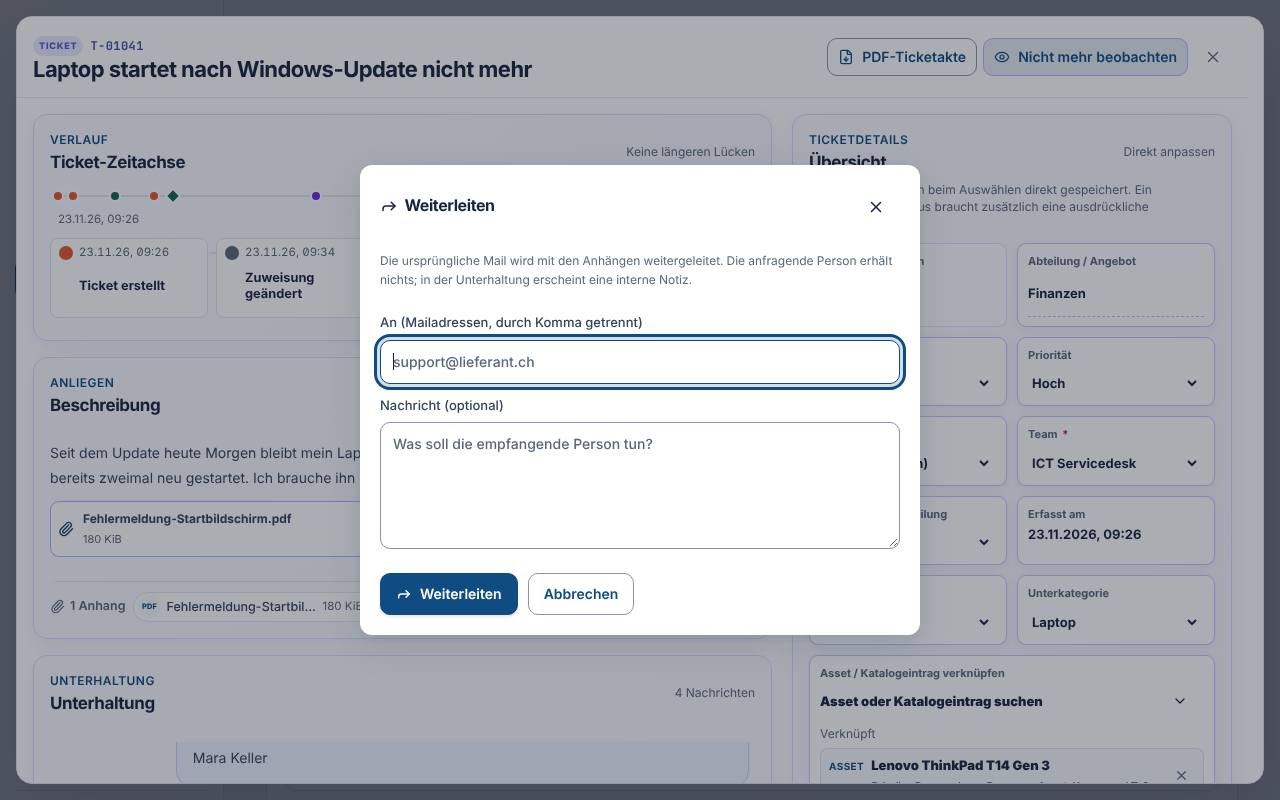 TICKET T-01041
Laptop startet nach Windows-Update nicht mehr
PDF-Ticketakte
Nicht mehr beobachten
VERLAUF
Ticket-Zeitachse
Keine längeren Lücken
23.11.26, 09:26
23.11.26, 09:26
Ticket erstellt
23.11.26, 09:34
Zuweisung
geändert
ANLIEGEN
Beschreibung
Seit dem Update heute Morgen bleibt mein Lap
bereits zweimal neu gestartet. Ich brauche ihn
Fehlermeldung-Startbildschirm.pdf
180 KiB
1 Anhang
PDF Fehlermeldung-Startbil... 180 KiB
UNTERHALTUNG
Unterhaltung
4 Nachrichten
Mara Keller
Weiterleiten
Die ursprüngliche Mail wird mit den Anhängen weitergeleitet. Die anfragende Person erhält
nichts; in der Unterhaltung erscheint eine interne Notiz.
An (Mailadressen, durch Komma getrennt)
support@lieferant.ch
Nachricht (optional)
Was soll die empfangende Person tun?
Weiterleiten
Abbrechen
TICKETDETAILS
Übersicht
Direkt anpassen
beim Auswählen direkt gespeichert. Ein
braucht zusätzlich eine ausdrückliche
Abteilung / Angebot
Finanzen
Priorität
Hoch
Team *
ICT Servicedesk
Erfasst am
23.11.2026, 09:26
Unterkategorie
Laptop
Asset / Katalogeintrag verknüpfen
Asset oder Katalogeintrag suchen
Verknüpft
ASSET Lenovo ThinkPad T14 Gen 3